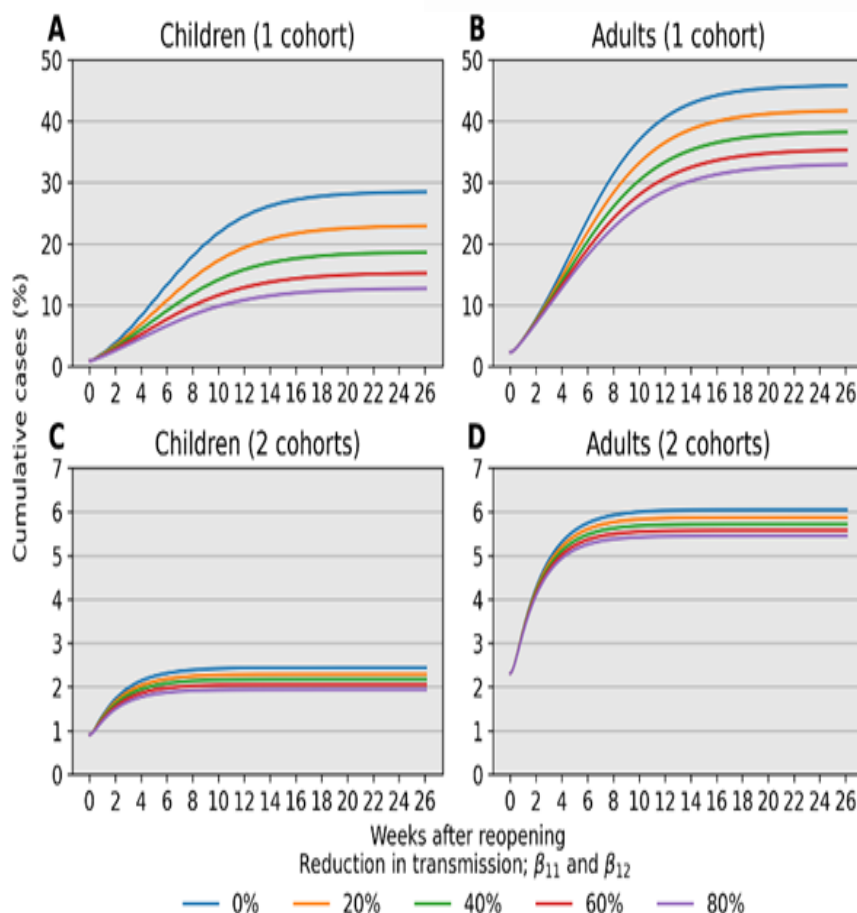 A Children (1 cohort)
B Adults (1 cohort)
50
40
30
20
10
0
0 2 4 6 8 10 12 14 16 18 20 22 24 26
50
40
30
20
10
0
0 2 4 6 8 10 12 14 16 18 20 22 24 26
Cumulative cases (%)
C Children (2 cohorts)
D Adults (2 cohorts)
7
6
5
4
3
2
1
0
0 2 4 6 8 10 12 14 16 18 20 22 24 26
7
6
5
4
3
2
1
0
0 2 4 6 8 10 12 14 16 18 20 22 24 26
Weeks after reopening
Reduction in transmission; β₁₁ and β₁₂
0% 20% 40% 60% 80%